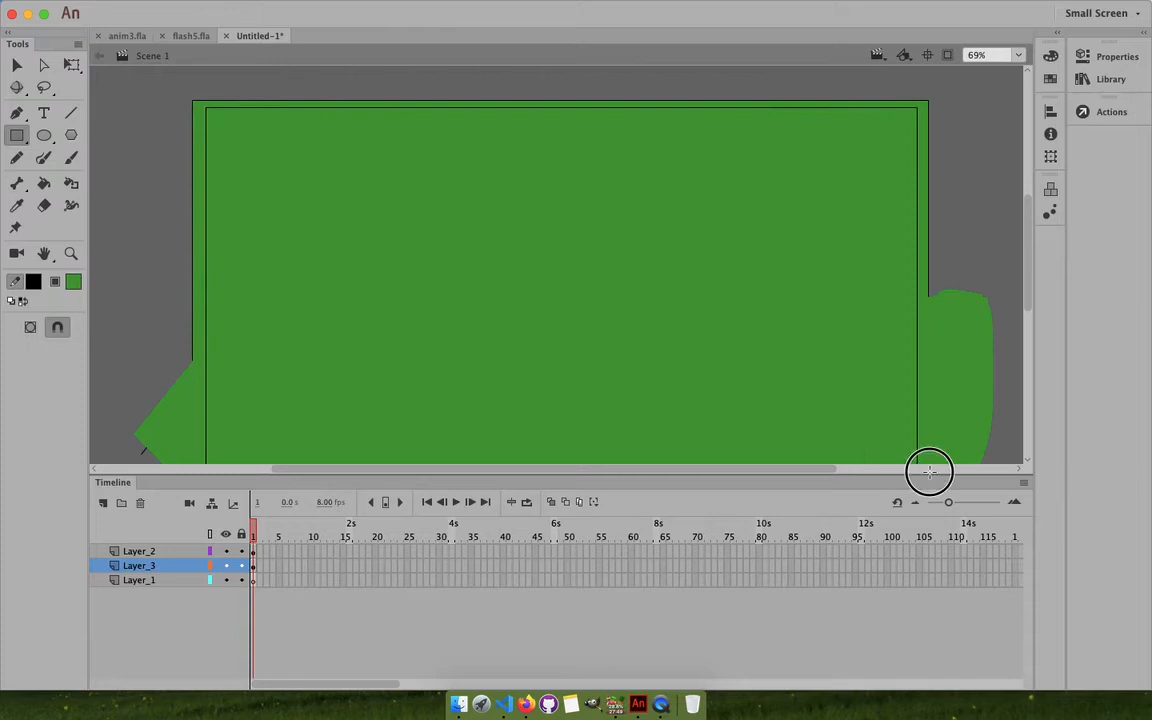 An
Small Screen
Tools
anim3.fla
flash5.fla
Untitled-1*
Scene 1
69%
Properties
Library
Actions
T
Timeline
1
0.0 s
8.00 fps
2s 4s 6s 8s 10s 12s 14s
1 5 10 15 20 25 30 35 40 45 50 55 60 65 70 75 80 85 90 95 100 105 110 115 1
Layer_2
Layer_3
Layer_1
An